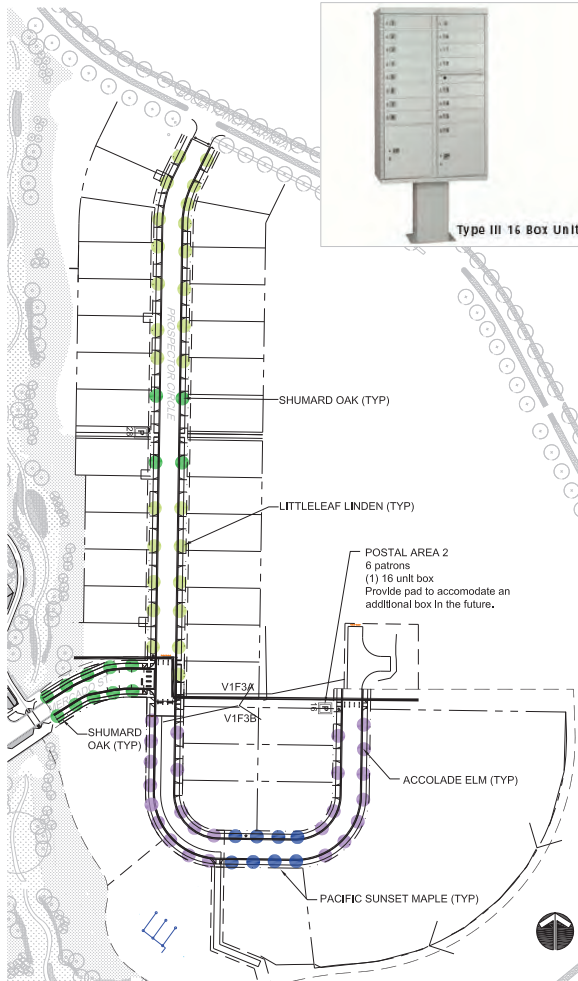 Type III 16 Box Unit
PROSPECTOR CIRCLE
SHUMARD OAK (TYP)
P
28
LITTLELEAF LINDEN (TYP)
POSTAL AREA 2
6 patrons
(1) 16 unit box
Provide pad to accomodate an
additional box in the future.
V1F3A
V1F3B
P
16
SHUMARD
OAK (TYP)
ACCOLADE ELM (TYP)
PACIFIC SUNSET MAPLE (TYP)